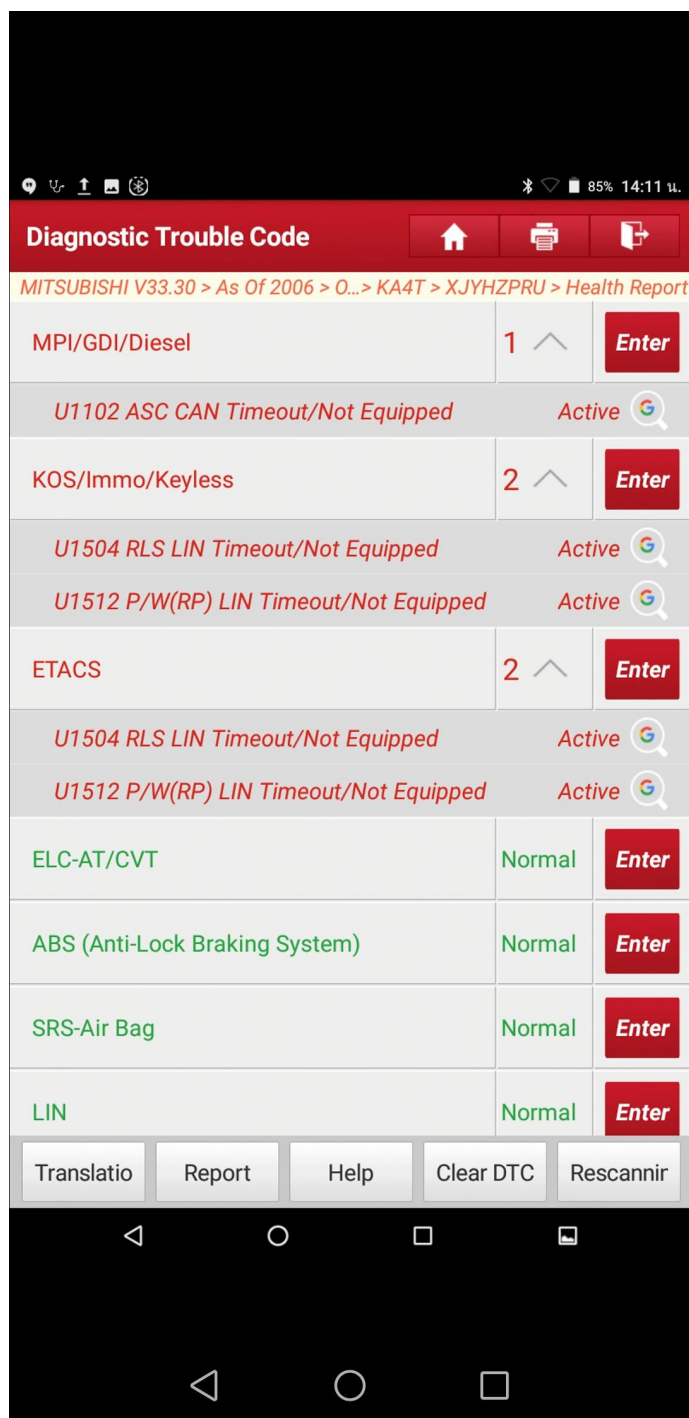 85% 14:11 น.
Diagnostic Trouble Code
MITSUBISHI V33.30 > As Of 2006 > O...> KA4T > XJYHZPRU > Health Report
MPI/GDI/Diesel 1 Enter
U1102 ASC CAN Timeout/Not Equipped Active G
KOS/Immo/Keyless 2 Enter
U1504 RLS LIN Timeout/Not Equipped Active G
U1512 P/W(RP) LIN Timeout/Not Equipped Active G
ETACS 2 Enter
U1504 RLS LIN Timeout/Not Equipped Active G
U1512 P/W(RP) LIN Timeout/Not Equipped Active G
ELC-AT/CVT Normal Enter
ABS (Anti-Lock Braking System) Normal Enter
SRS-Air Bag Normal Enter
LIN Normal Enter
Translatio Report Help Clear DTC Rescannir